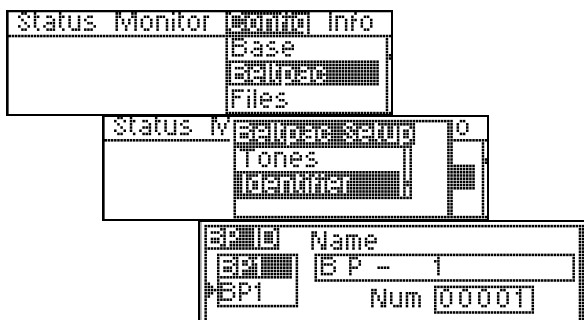 Status Monitor Config Info
Base
Beltpac
Files
Status M Beltpac Setup o
Tones
Identifier
BP ID Name
BP1 BP- 1
BP1 Num 00001